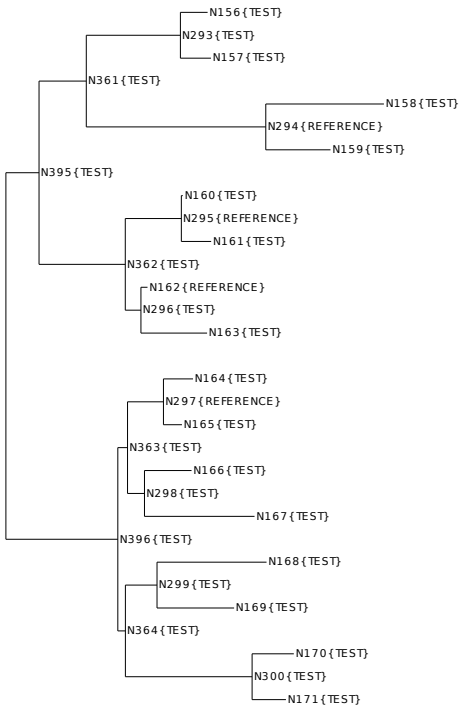 N156{TEST}
N293{TEST}
N157{TEST}
N361{TEST}
N158{TEST}
N294{REFERENCE}
N159{TEST}
N395{TEST}
N160{TEST}
N295{REFERENCE}
N161{TEST}
N362{TEST}
N162{REFERENCE}
N296{TEST}
N163{TEST}
N164{TEST}
N297{REFERENCE}
N165{TEST}
N363{TEST}
N166{TEST}
N298{TEST}
N167{TEST}
N396{TEST}
N168{TEST}
N299{TEST}
N169{TEST}
N364{TEST}
N170{TEST}
N300{TEST}
N171{TEST}